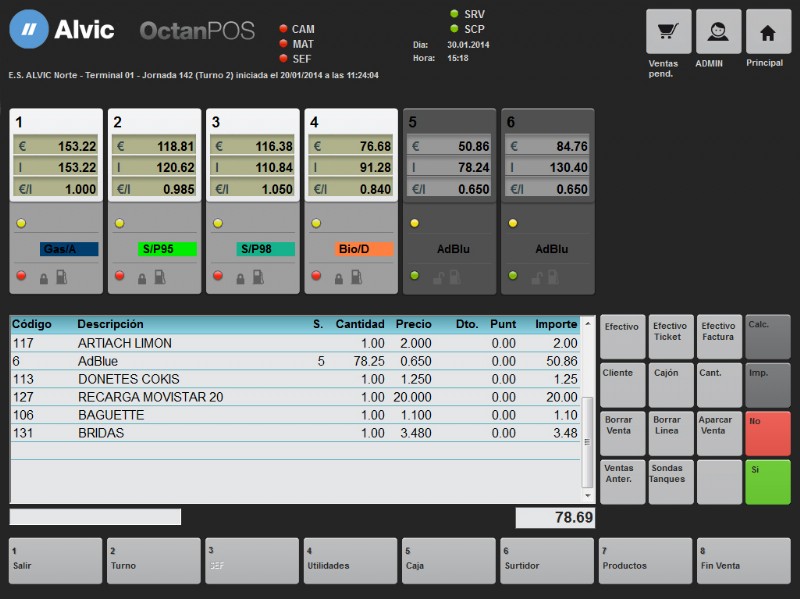 Alvic OctanPOS
CAM
MAT
SEF
SRV
SCP
Dia: 30.01.2014
Hora: 15:18
Ventas pend.
ADMIN
Principal
E.S. ALVIC Norte - Terminal 01 - Jornada 142 (Turno 2) iniciada el 20/01/2014 a las 11:24:04
1
€ 153.22
l 153.22
€/l 1.000
Gas/A
2
€ 118.81
l 120.62
€/l 0.985
S/P95
3
€ 116.38
l 110.84
€/l 1.050
S/P98
4
€ 76.68
l 91.28
€/l 0.840
Bio/D
5
€ 50.86
l 78.24
€/l 0.650
AdBlu
6
€ 84.76
l 130.40
€/l 0.650
AdBlu
Código Descripción S. Cantidad Precio Dto. Punt Importe
117 ARTIACH LIMON 1.00 2.000 0.00 2.00
6 AdBlue 5 78.25 0.650 0.00 50.86
113 DONETES COKIS 1.00 1.250 0.00 1.25
127 RECARGA MOVISTAR 20 1.00 20.000 0.00 20.00
106 BAGUETTE 1.00 1.100 0.00 1.10
131 BRIDAS 1.00 3.480 0.00 3.48
78.69
Efectivo
Efectivo Ticket
Efectivo Factura
Calc.
Cliente
Cajón
Cant.
Imp.
Borrar Venta
Borrar Linea
Aparcar Venta
No
Ventas Anter.
Sondas Tanques
Si
1 Salir
2 Turno
3 SEF
4 Utilidades
5 Caja
6 Surtidor
7 Productos
8 Fin Venta